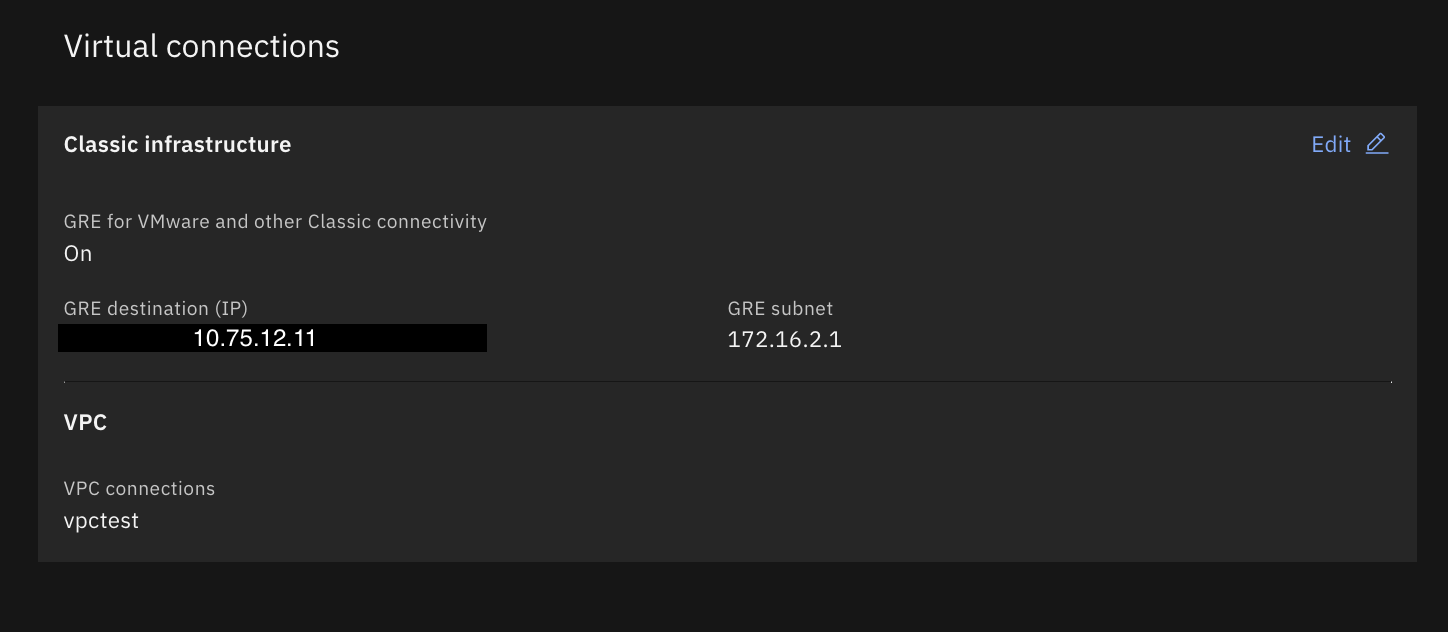 Virtual connections
Classic infrastructure
Edit
GRE for VMware and other Classic connectivity
On
GRE destination (IP)
GRE subnet
10.75.12.11
172.16.2.1
VPC
VPC connections
vpctest